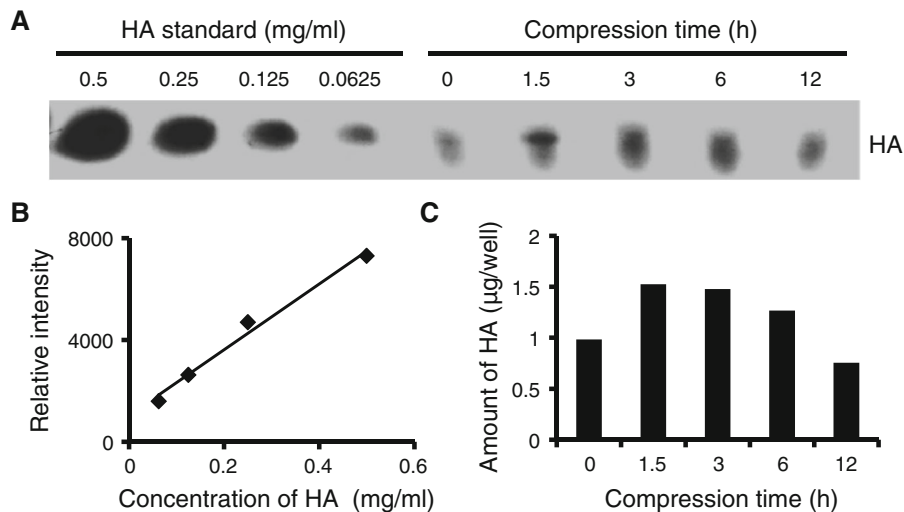 A
HA standard (mg/ml) Compression time (h)
0.5 0.25 0.125 0.0625 0 1.5 3 6 12
HA
B
8000
4000
0
Relative intensity
0 0.2 0.4 0.6
Concentration of HA (mg/ml)
C
2
1.5
1
0.5
0
Amount of HA (µg/well)
0 1.5 3 6 12
Compression time (h)